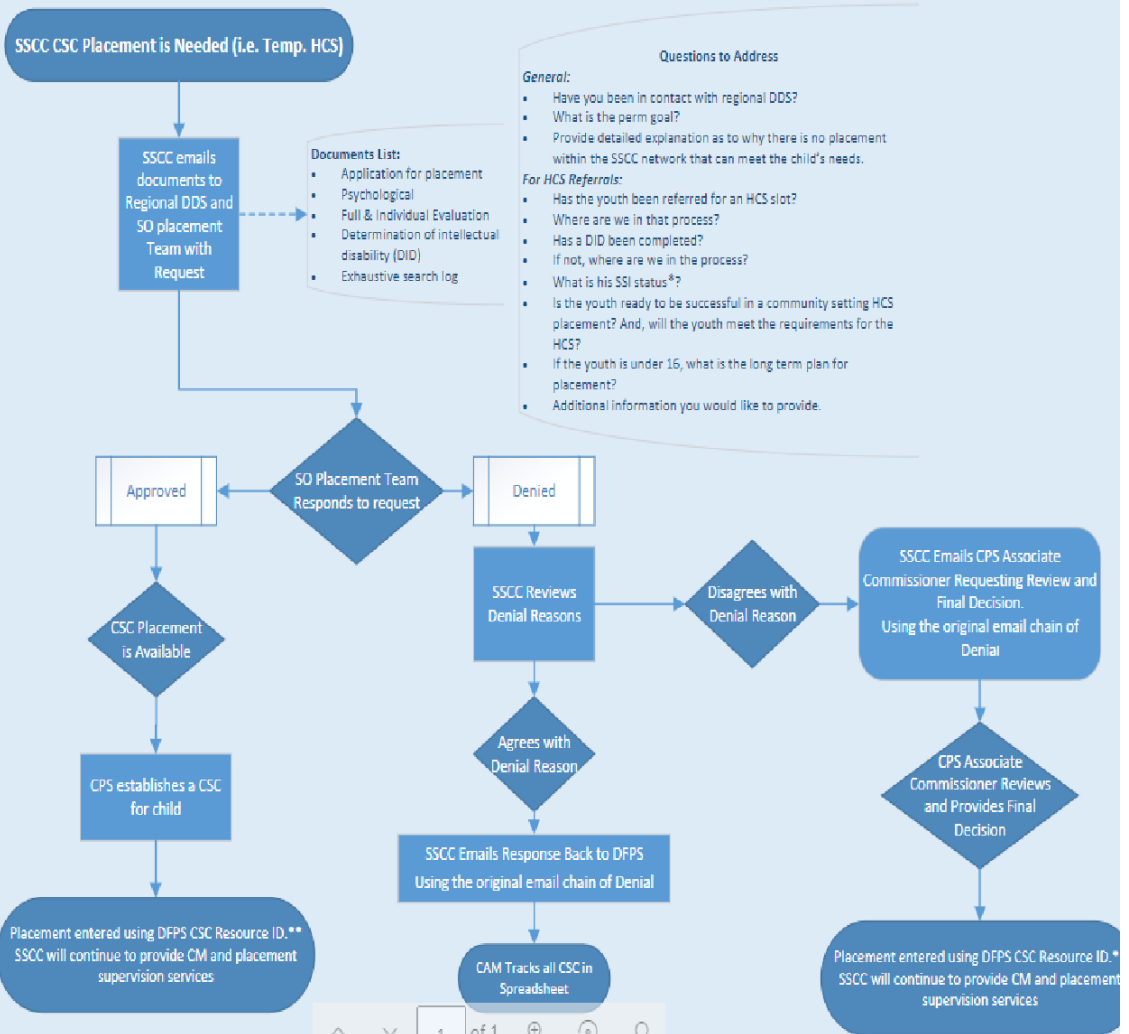 SSCC CSC Placement is Needed (i.e. Temp. HCS)
SSCC emails
documents to
Regional DDS and
SO placement
Team with
Request
Documents List:
• Application for placement
• Psychological
• Full & Individual Evaluation
• Determination of intellectual
disability (DID)
• Exhaustive search log
Questions to Address
General:
• Have you been in contact with regional DDS?
• What is the perm goal?
• Provide detailed explanation as to why there is no placement
within the SSCC network that can meet the child's needs.
For HCS Referrals:
• Has the youth been referred for an HCS slot?
• Where are we in that process?
• Has a DID been completed?
• If not, where are we in the process?
• What is his SSI status*?
• Is the youth ready to be successful in a community setting HCS
placement? And, will the youth meet the requirements for the
HCS?
• If the youth is under 16, what is the long term plan for
placement?
• Additional information you would like to provide.
SO Placement Team
Responds to request
Approved
Denied
CSC Placement
is Available
CPS establishes a CSC
for child
Placement entered using DFPS CSC Resource ID.**
SSCC will continue to provide CM and placement
supervision services
SSCC Reviews
Denial Reasons
Disagrees with
Denial Reason
SSCC Emails CPS Associate
Commissioner Requesting Review and
Final Decision.
Using the original email chain of
Denial
Agrees with
Denial Reason
SSCC Emails Response Back to DFPS
Using the original email chain of Denial
CAM Tracks all CSC in
Spreadsheet
CPS Associate
Commissioner Reviews
and Provides Final
Decision
Placement entered using DFPS CSC Resource ID.*
SSCC will continue to provide CM and placement
supervision services
1 of 1